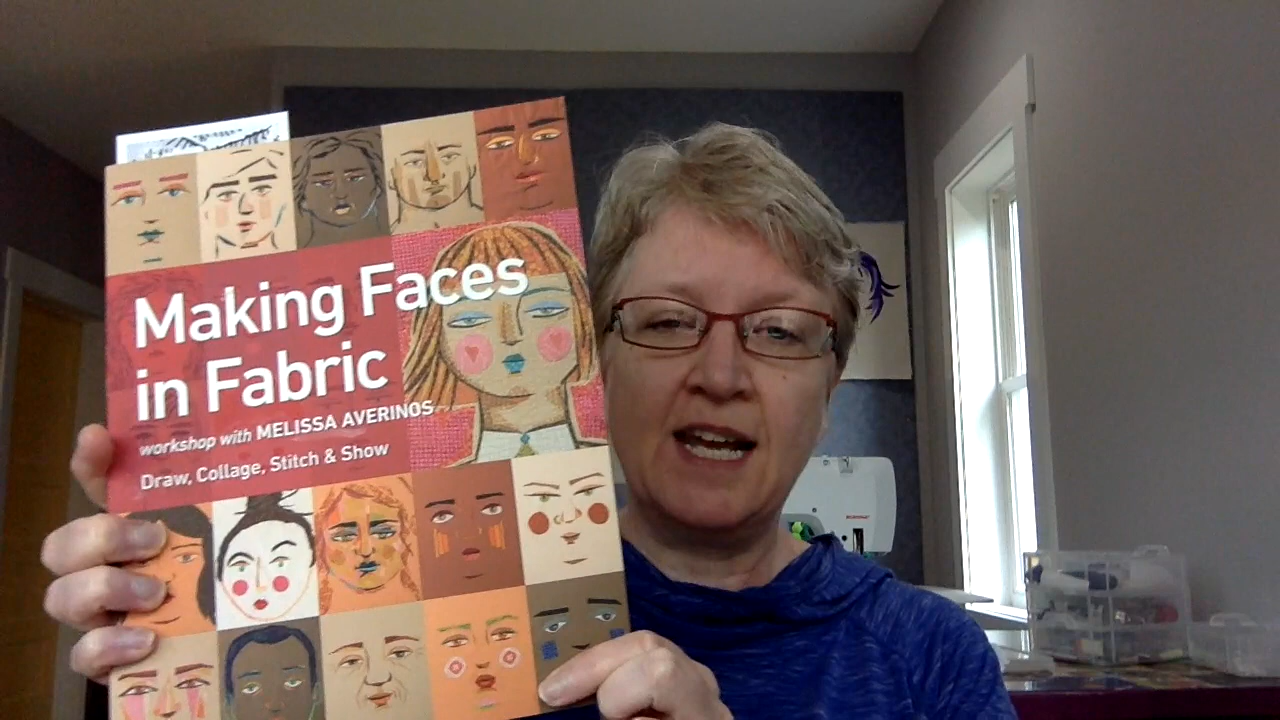 Making Faces
in Fabric
workshop with MELISSA AVERINOS
Draw, Collage, Stitch & Show